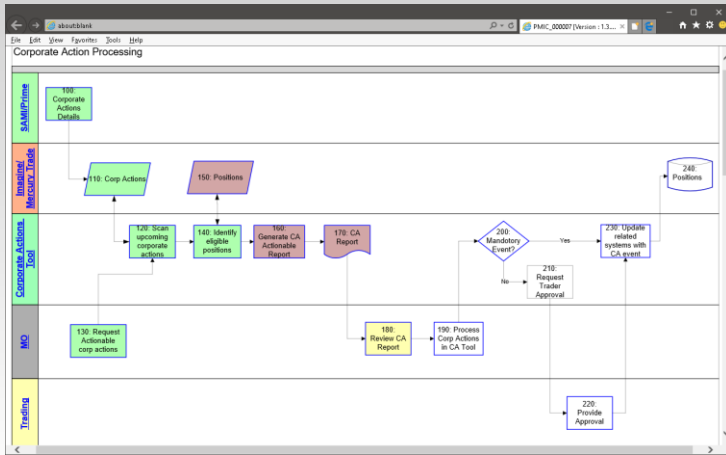 about:blank
PMIC_000007 [Version : 1.3....
File Edit View Favorites Tools Help
Corporate Action Processing
SAMI/Prime
100:
Corporate
Actions
Details
Imagine/
Mercury Trade
110: Corp Actions
150: Positions
240:
Positions
Corporate Actions
Tool
120: Scan
upcoming
corporate
actions
140: Identify
eligible
positions
160:
Generate CA
Actionable
Report
170: CA
Report
200:
Mandotory
Event?
Yes
No
210:
Request
Trader
Approval
230: Update
related
systems with
CA event
MO
130: Request
Actionable
corp actions
180:
Review CA
Report
190: Process
Corp Actions
in CA Tool
Trading
220:
Provide
Approval